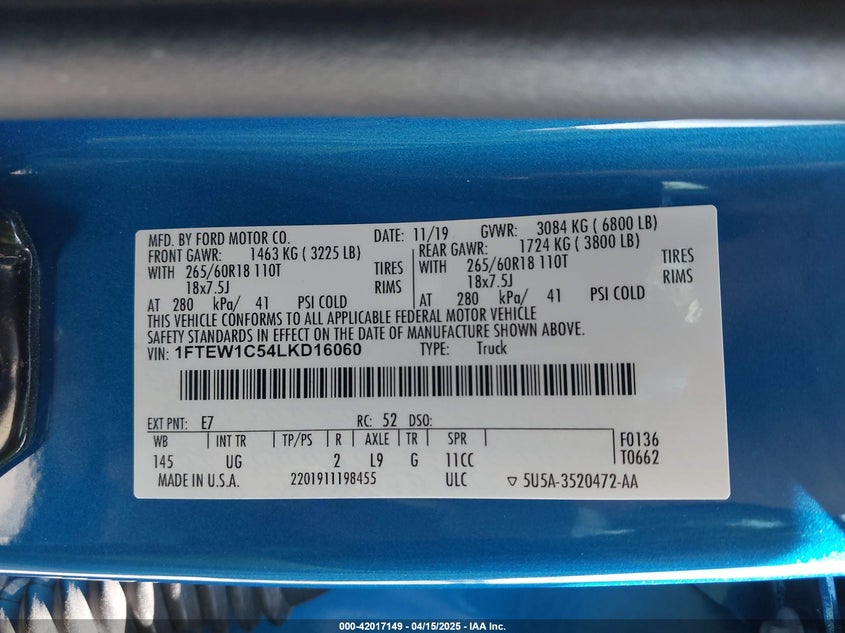 MFD. BY FORD MOTOR CO. DATE: 11/19 GVWR: 3084 KG ( 6800 LB)
FRONT GAWR: 1463 KG ( 3225 LB) REAR GAWR: 1724 KG ( 3800 LB)
WITH 265/60R18 110T TIRES WITH 265/60R18 110T TIRES
18x7.5J RIMS 18x7.5J RIMS
AT 280 kPa/ 41 PSI COLD AT 280 kPa/ 41 PSI COLD
THIS VEHICLE CONFORMS TO ALL APPLICABLE FEDERAL MOTOR VEHICLE
SAFETY STANDARDS IN EFFECT ON THE DATE OF MANUFACTURE SHOWN ABOVE.
VIN: 1FTEW1C54LKD16060 TYPE: Truck
EXT PNT: E7 RC: 52 DSO:
WB INT TR TP/PS R AXLE TR SPR F0136
145 UG 2 L9 G 11CC T0662
MADE IN U.S.A. 2201911198455 ULC ▽ 5U5A-3520472-AA
000-42017149 - 04/15/2025 - IAA Inc.